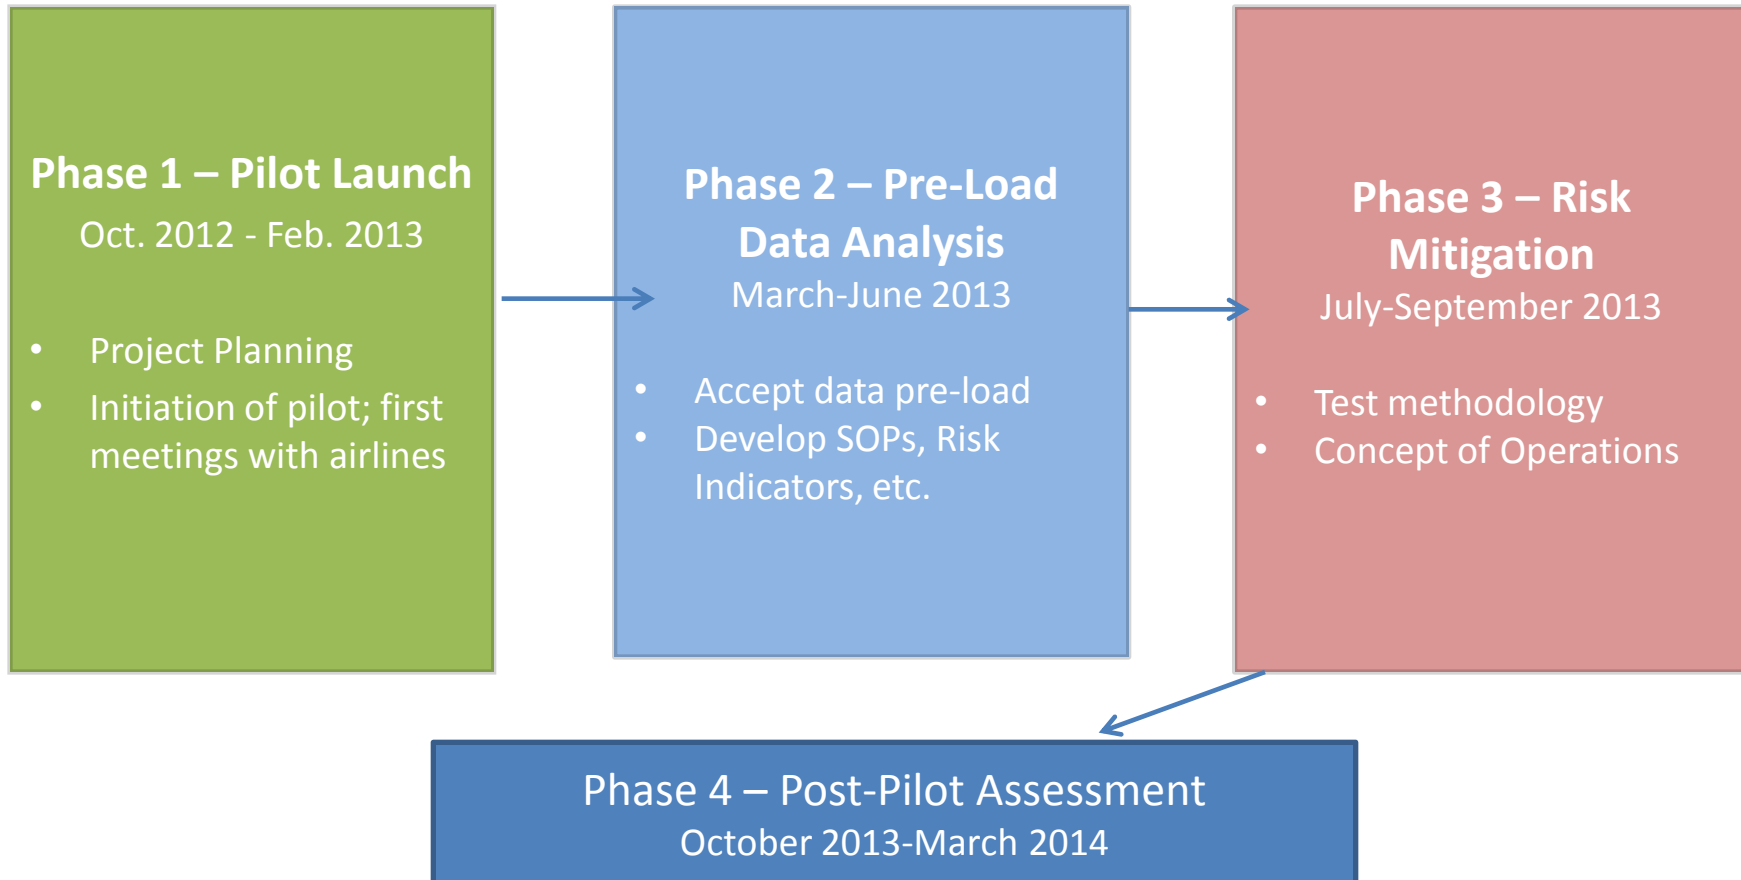 Phase 1 – Pilot Launch
Oct. 2012 - Feb. 2013
• Project Planning
• Initiation of pilot; first
meetings with airlines
Phase 2 – Pre-Load
Data Analysis
March-June 2013
• Accept data pre-load
• Develop SOPs, Risk
Indicators, etc.
Phase 3 – Risk
Mitigation
July-September 2013
• Test methodology
• Concept of Operations
Phase 4 – Post-Pilot Assessment
October 2013-March 2014